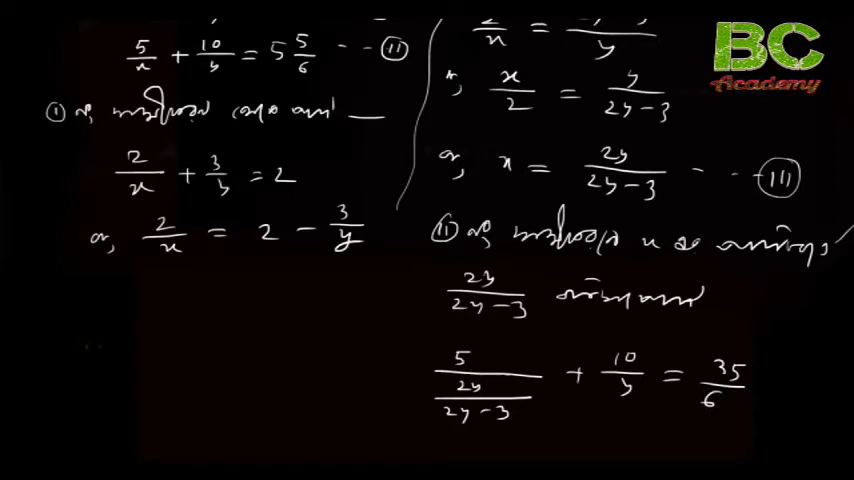 5/x + 10/y = 5 5/6 - - - (II)
(I) নং সমীকরণ থেকে পাই
2/x + 3/y = 2
বা, 2/x = 2 - 3/y
বা, x/2 = y/(2y-3)
বা, x = 2y/(2y-3) - - - (III)
(II) নং সমীকরণে x এর পরিবর্তে
2y/(2y-3) বসিয়ে পাই
5/(2y/(2y-3)) + 10/y = 35/6
BC
Academy